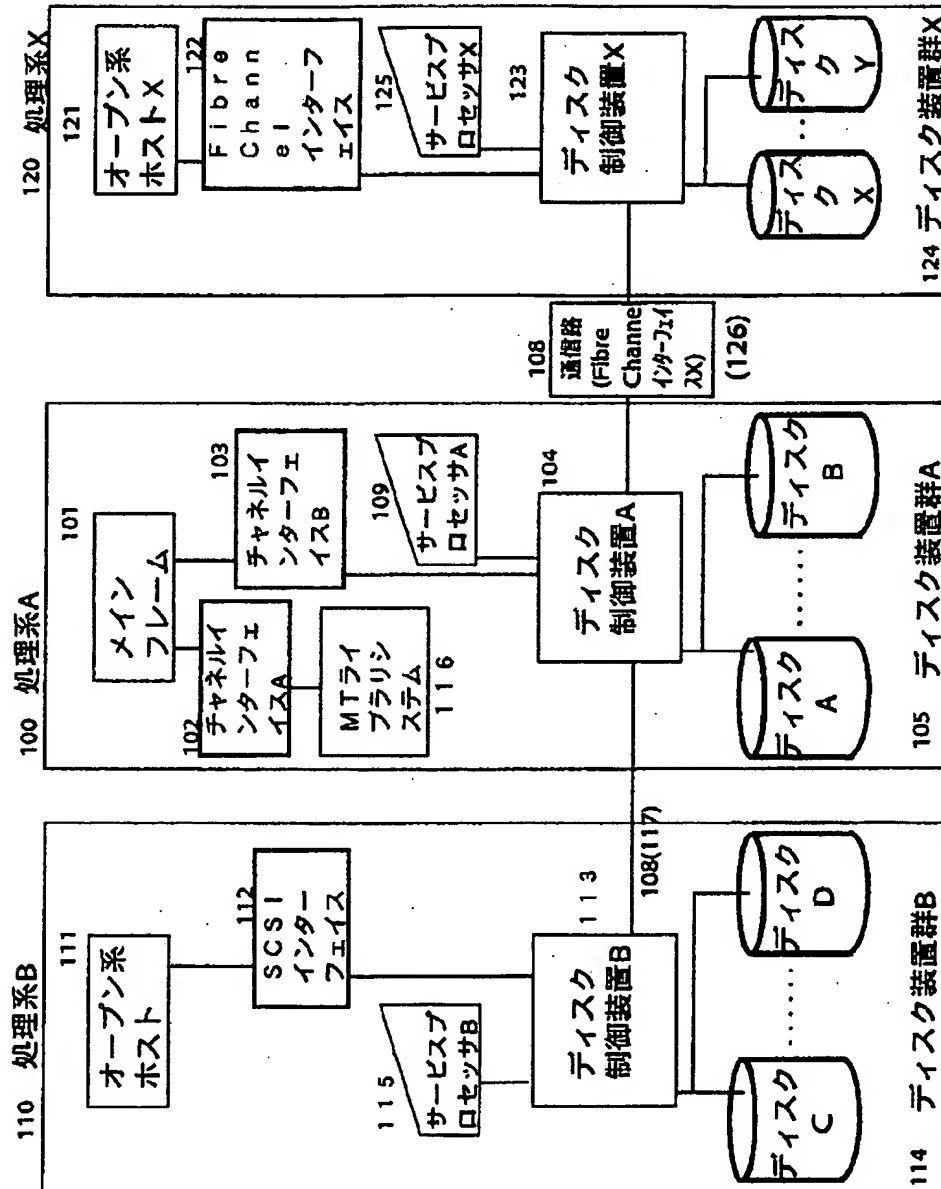 110 処理系B
111
オープン系
ホスト
112
SCSI
インター
フェイス
115
サービスプ
ロセッサB
113
ディスク
制御装置B
108(117)
ディスク
C
ディスク
D
114 ディスク装置群B
100 処理系A
101
メイン
フレーム
102
チャネルイ
ンターフェ
イスA
103
チャネルイ
ンターフェ
イスB
MTライ
ブラリシ
ステム
116
109
サービスプ
ロセッサA
104
ディスク
制御装置A
ディスク
A
ディスク
B
105 ディスク装置群A
108
通信路
(Fibre
Channel
インターフェイ
スX)
(126)
120 処理系X
121
オープン系
ホストX
122
Fibre
Chann
el
インターフ
ェイス
125
サービスプ
ロセッサX
123
ディスク
制御装置X
ディス
ク
X
ディス
ク
Y
124 ディスク装置群X